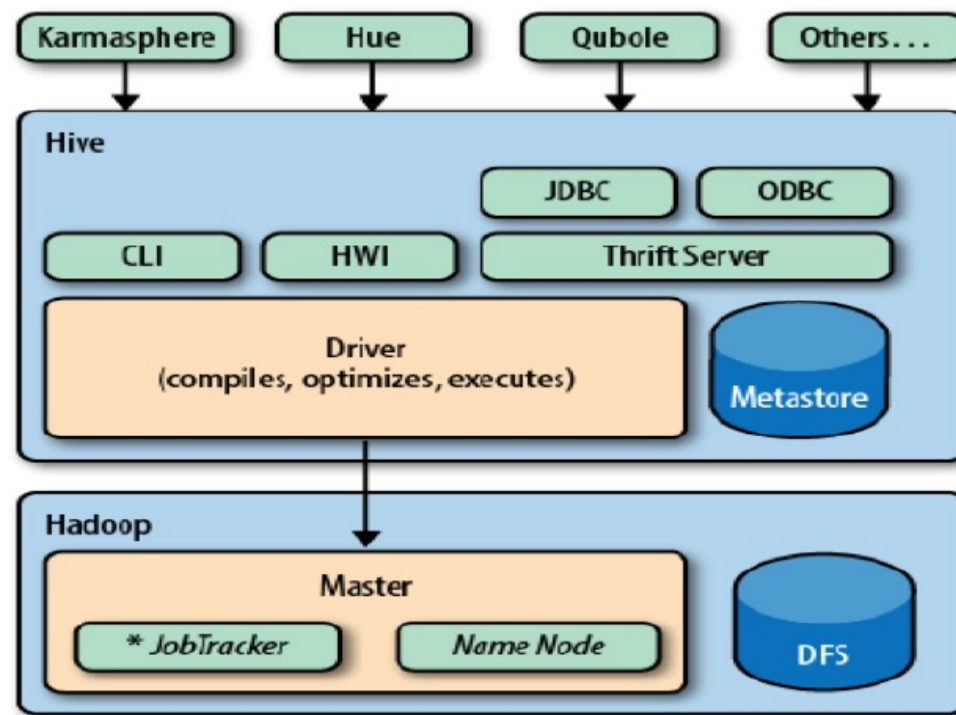 Karmasphere
Hue
Qubole
Others...
Hive
JDBC
ODBC
CLI
HWI
Thrift Server
Driver
(compiles, optimizes, executes)
Metastore
Hadoop
Master
* JobTracker
Name Node
DFS